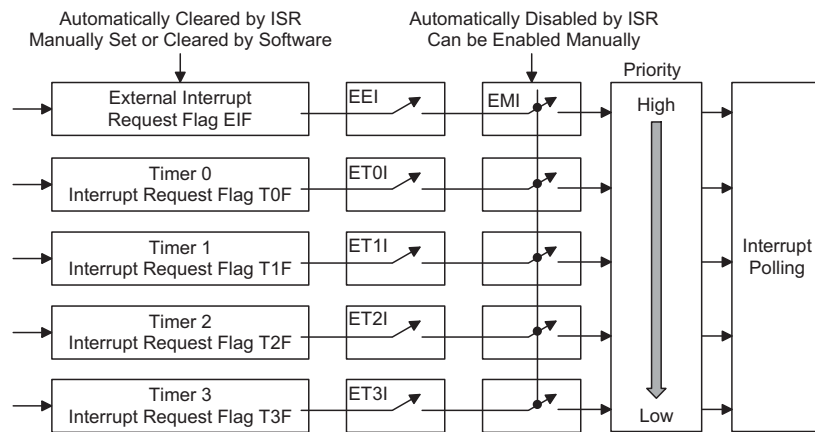 Automatically Cleared by ISR
Manually Set or Cleared by Software
Automatically Disabled by ISR
Can be Enabled Manually
Priority
External Interrupt
Request Flag EIF
EEI
EMI
High
Timer 0
Interrupt Request Flag T0F
ET0I
Timer 1
Interrupt Request Flag T1F
ET1I
Interrupt
Polling
Timer 2
Interrupt Request Flag T2F
ET2I
Timer 3
Interrupt Request Flag T3F
ET3I
Low